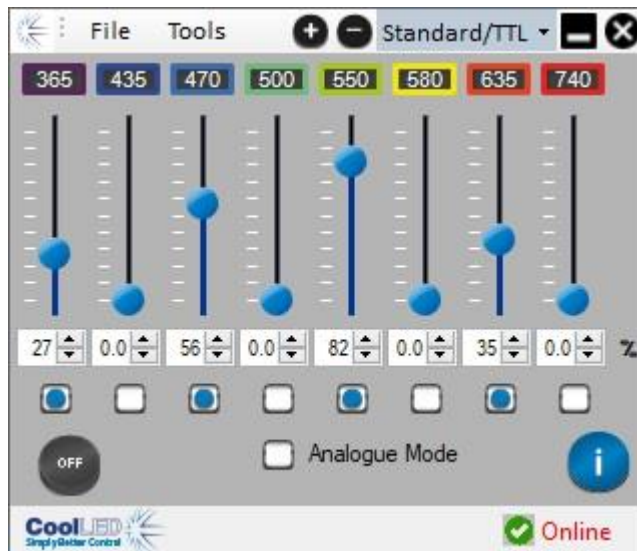 File Tools Standard/TTL
365 435 470 500 550 580 635 740
27 0.0 56 0.0 82 0.0 35 0.0 %
OFF Analogue Mode i
CoolLED Online
Simply Better Control